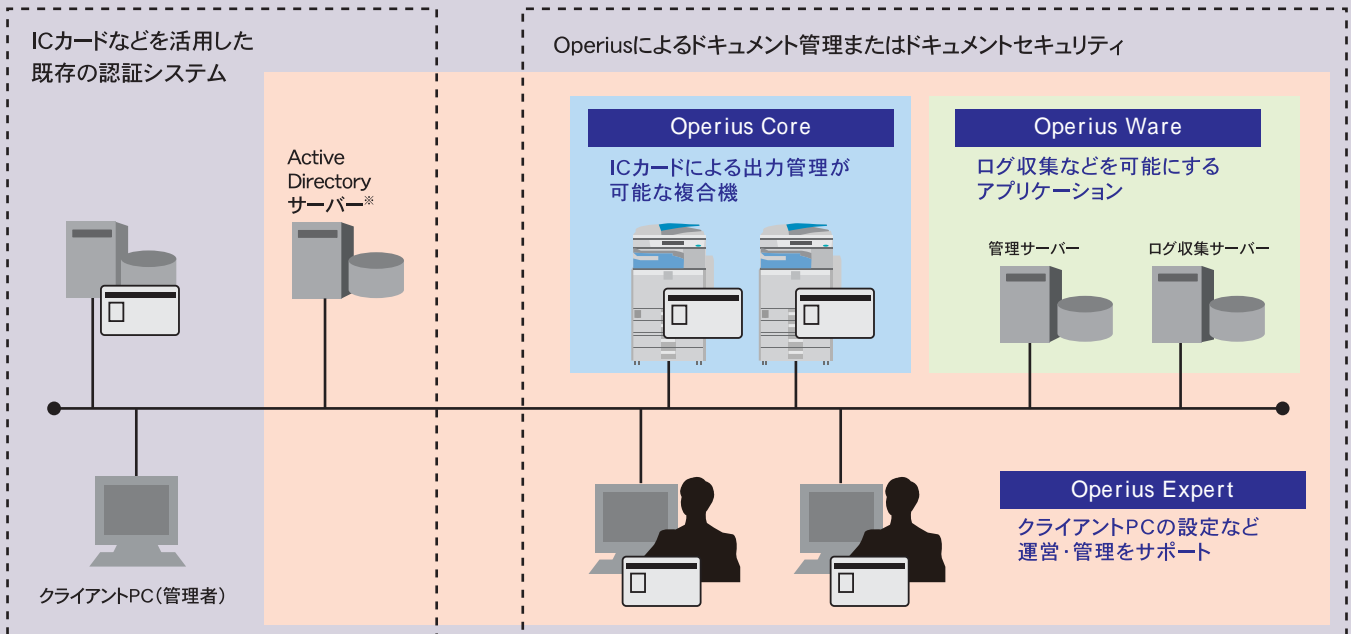 ICカードなどを活用した
既存の認証システム
Operiusによるドキュメント管理またはドキュメントセキュリティ
Active
Directory
サーバー※
Operius Core
ICカードによる出力管理が
可能な複合機
Operius Ware
ログ収集などを可能にする
アプリケーション
管理サーバー
ログ収集サーバー
クライアントPC(管理者)
Operius Expert
クライアントPCの設定など
運営・管理をサポート